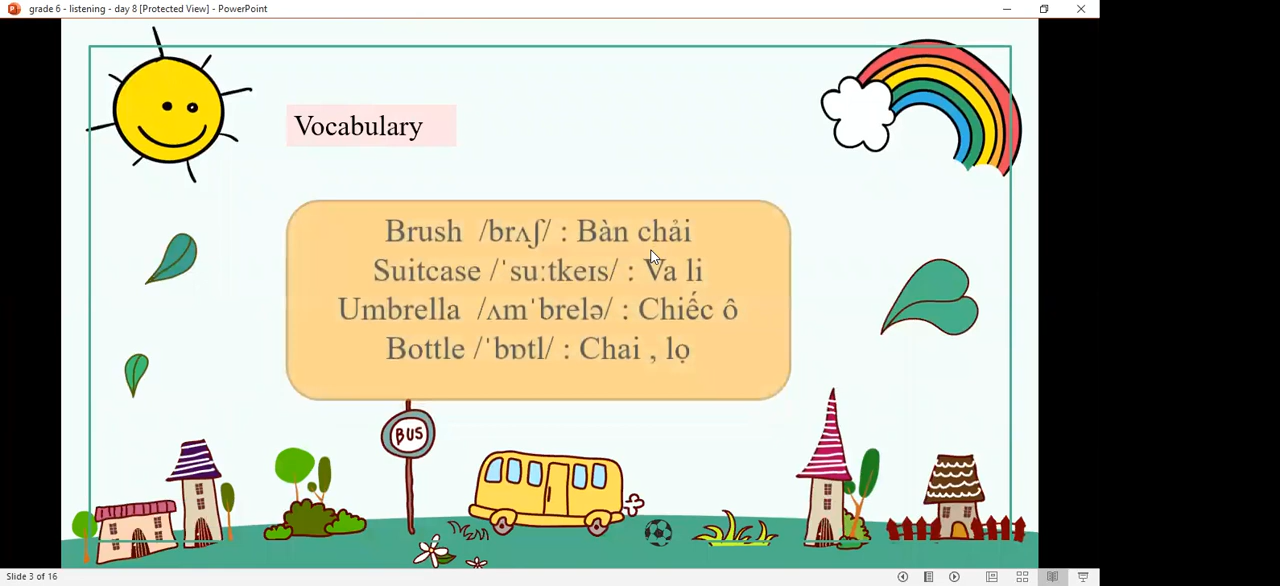 grade 6 - listening - day 8 [Protected View] - PowerPoint
Vocabulary
Brush /brʌʃ/ : Bàn chải
Suitcase /ˈsuːtkeɪs/ : Va li
Umbrella /ʌmˈbrelə/ : Chiếc ô
Bottle /ˈbɒtl/ : Chai , lọ
BUS
Slide 3 of 16